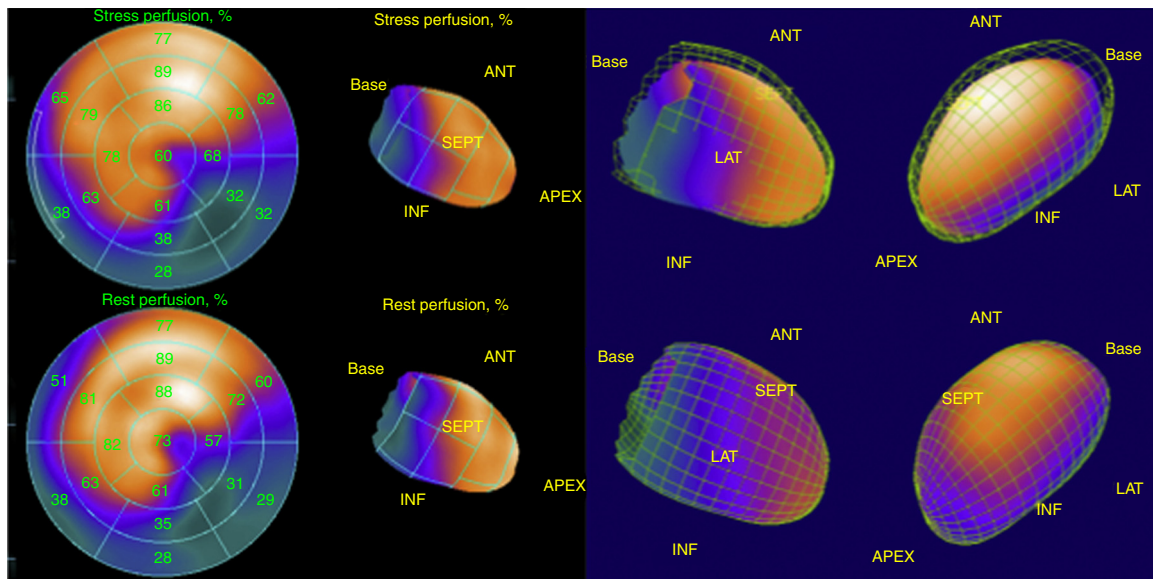 Stress perfusion, %
77
89
86
65
79
62
78
78
60
68
63
61
32
38
38
32
28
Stress perfusion, %
Base
ANT
SEPT
INF
APEX
ANT
Base
SEPT
LAT
INF
ANT
Base
LAT
INF
APEX
Rest perfusion, %
77
89
88
51
81
60
72
82
73
57
63
61
31
38
35
29
28
Rest perfusion, %
Base
ANT
SEPT
INF
APEX
ANT
Base
SEPT
LAT
INF
ANT
Base
SEPT
LAT
INF
APEX